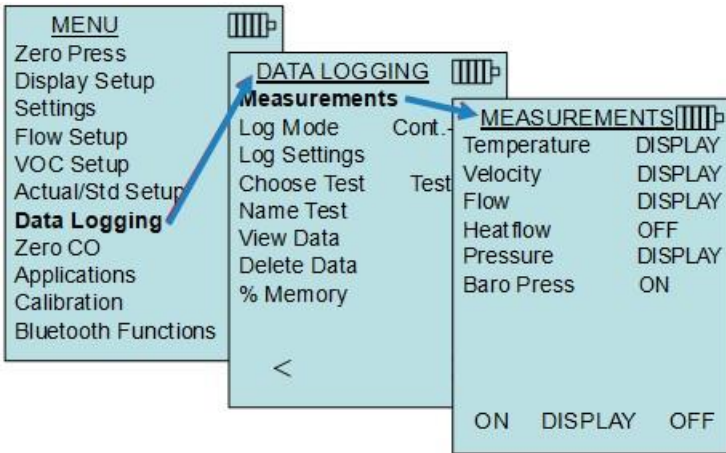 MENU
Zero Press
Display Setup
Settings
Flow Setup
VOC Setup
Actual/Std Setup
Data Logging
Zero CO
Applications
Calibration
Bluetooth Functions
DATA LOGGING
Measurements
Log Mode Cont.-
Log Settings
Choose Test Test
Name Test
View Data
Delete Data
% Memory
<
MEASUREMENTS
Temperature DISPLAY
Velocity DISPLAY
Flow DISPLAY
Heatflow OFF
Pressure DISPLAY
Baro Press ON
ON DISPLAY OFF